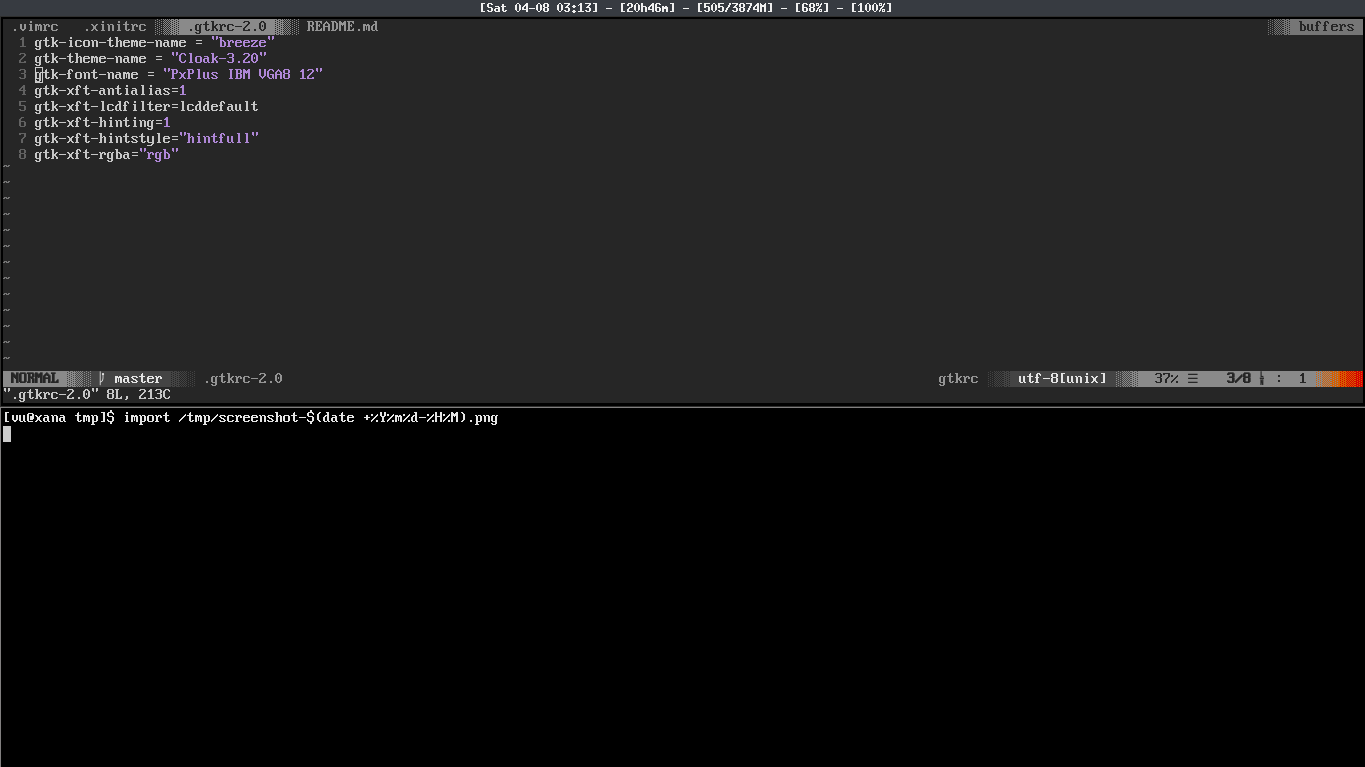 [Sat 04-08 03:13] - [20h46m] - [505/3874M] - [68%] - [100%]
.vimrc .xinitrc .gtkrc-2.0 README.md buffers
1 gtk-icon-theme-name = "breeze"
2 gtk-theme-name = "Cloak-3.20"
3 gtk-font-name = "PxPlus IBM VGA8 12"
4 gtk-xft-antialias=1
5 gtk-xft-lcdfilter=lcddefault
6 gtk-xft-hinting=1
7 gtk-xft-hintstyle="hintfull"
8 gtk-xft-rgba="rgb"
~
~
~
~
~
~
~
~
~
~
~
~
~
NORMAL master .gtkrc-2.0 gtkrc utf-8[unix] 37% ☰ 3/8 : 1
".gtkrc-2.0" 8L, 213C
[vu@xana tmp]$ import /tmp/screenshot-$(date +%Y%m%d-%H%M).png